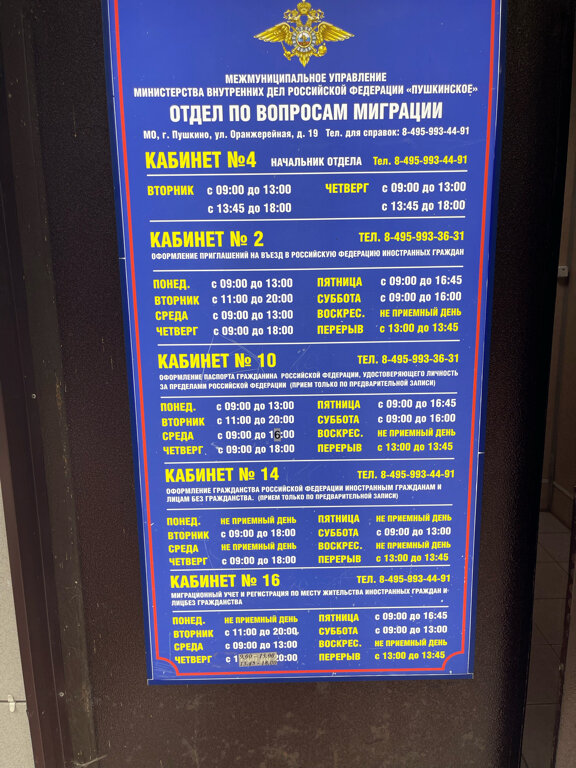 МЕЖМУНИЦИПАЛЬНОЕ УПРАВЛЕНИЕ
МИНИСТЕРСТВА ВНУТРЕННИХ ДЕЛ РОССИЙСКОЙ ФЕДЕРАЦИИ «ПУШКИНСКОЕ»
ОТДЕЛ ПО ВОПРОСАМ МИГРАЦИИ
МО, г. Пушкино, ул. Оранжерейная, д. 19 Тел. для справок: 8-495-993-44-91
КАБИНЕТ №4 НАЧАЛЬНИК ОТДЕЛА Тел. 8-495-993-44-91
ВТОРНИК с 09:00 до 13:00 ЧЕТВЕРГ с 09:00 до 13:00
с 13:45 до 18:00 с 13:45 до 18:00
КАБИНЕТ № 2 ТЕЛ. 8-495-993-36-31
ОФОРМЛЕНИЕ ПРИГЛАШЕНИЙ НА ВЪЕЗД В РОССИЙСКУЮ ФЕДЕРАЦИЮ ИНОСТРАННЫХ ГРАЖДАН
ПОНЕД. с 09:00 до 13:00 ПЯТНИЦА с 09:00 до 16:45
ВТОРНИК с 11:00 до 20:00 СУББОТА с 09:00 до 16:00
СРЕДА с 09:00 до 13:00 ВОСКРЕС. НЕ ПРИЕМНЫЙ ДЕНЬ
ЧЕТВЕРГ с 09:00 до 18:00 ПЕРЕРЫВ с 13:00 до 13:45
КАБИНЕТ № 10 ТЕЛ. 8-495-993-36-31
ОФОРМЛЕНИЕ ПАСПОРТА ГРАЖДАНИНА РОССИЙСКОЙ ФЕДЕРАЦИИ, УДОСТОВЕРЯЮЩЕГО ЛИЧНОСТЬ
ЗА ПРЕДЕЛАМИ РОССИЙСКОЙ ФЕДЕРАЦИИ (ПРИЕМ ТОЛЬКО ПО ПРЕДВАРИТЕЛЬНОЙ ЗАПИСИ)
ПОНЕД. с 09:00 до 13:00 ПЯТНИЦА с 09:00 до 16:45
ВТОРНИК с 11:00 до 20:00 СУББОТА с 09:00 до 16:00
СРЕДА с 09:00 до 16:00 ВОСКРЕС. НЕ ПРИЕМНЫЙ ДЕНЬ
ЧЕТВЕРГ с 09:00 до 18:00 ПЕРЕРЫВ с 13:00 до 13:45
КАБИНЕТ № 14 ТЕЛ. 8-495-993-44-91
ОФОРМЛЕНИЕ ГРАЖДАНСТВА РОССИЙСКОЙ ФЕДЕРАЦИИ ИНОСТРАННЫМ ГРАЖДАНАМ И
ЛИЦАМ БЕЗ ГРАЖДАНСТВА. (ПРИЕМ ТОЛЬКО ПО ПРЕДВАРИТЕЛЬНОЙ ЗАПИСИ)
ПОНЕД. НЕ ПРИЕМНЫЙ ДЕНЬ ПЯТНИЦА НЕ ПРИЕМНЫЙ ДЕНЬ
ВТОРНИК с 09:00 до 18:00 СУББОТА с 09:00 до 13:00
СРЕДА НЕ ПРИЕМНЫЙ ДЕНЬ ВОСКРЕС. НЕ ПРИЕМНЫЙ ДЕНЬ
ЧЕТВЕРГ с 09:00 до 18:00 ПЕРЕРЫВ с 13:00 до 13:45
КАБИНЕТ № 16 ТЕЛ. 8-495-993-44-91
МИГРАЦИОННЫЙ УЧЕТ И РЕГИСТРАЦИЯ ПО МЕСТУ ЖИТЕЛЬСТВА ИНОСТРАННЫХ ГРАЖДАН И
ЛИЦБЕЗ ГРАЖДАНСТВА
ПОНЕД. НЕ ПРИЕМНЫЙ ДЕНЬ ПЯТНИЦА с 09:00 до 16:45
ВТОРНИК с 11:00 до 20:00 СУББОТА с 09:00 до 13:00
СРЕДА с 09:00 до 13:00 ВОСКРЕС. НЕ ПРИЕМНЫЙ ДЕНЬ
ЧЕТВЕРГ с 20:00 ПЕРЕРЫВ с 13:00 до 13:45